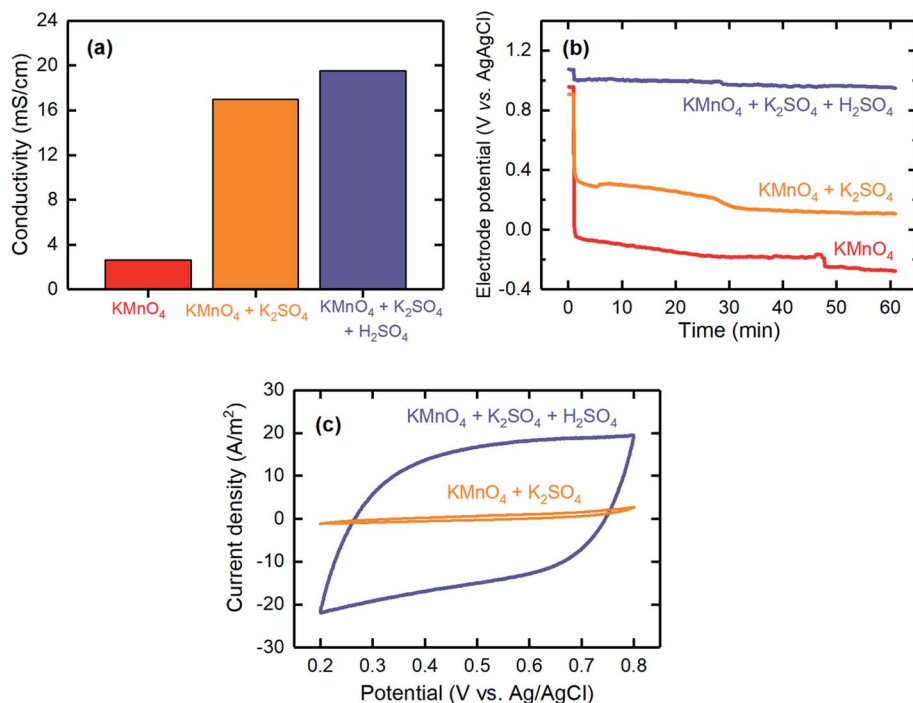 (a)
Conductivity (mS/cm)
24
20
16
12
8
4
0
KMnO₄
KMnO₄ + K₂SO₄
KMnO₄ + K₂SO₄
+ H₂SO₄
(b)
Electrode potential (V vs. AgAgCl)
1.2
0.8
0.4
0.0
-0.4
KMnO₄ + K₂SO₄ + H₂SO₄
KMnO₄ + K₂SO₄
KMnO₄
0 10 20 30 40 50 60
Time (min)
(c)
Current density (A/m²)
30
20
10
0
-10
-20
-30
KMnO₄ + K₂SO₄ + H₂SO₄
KMnO₄ + K₂SO₄
0.2 0.3 0.4 0.5 0.6 0.7 0.8
Potential (V vs. Ag/AgCl)